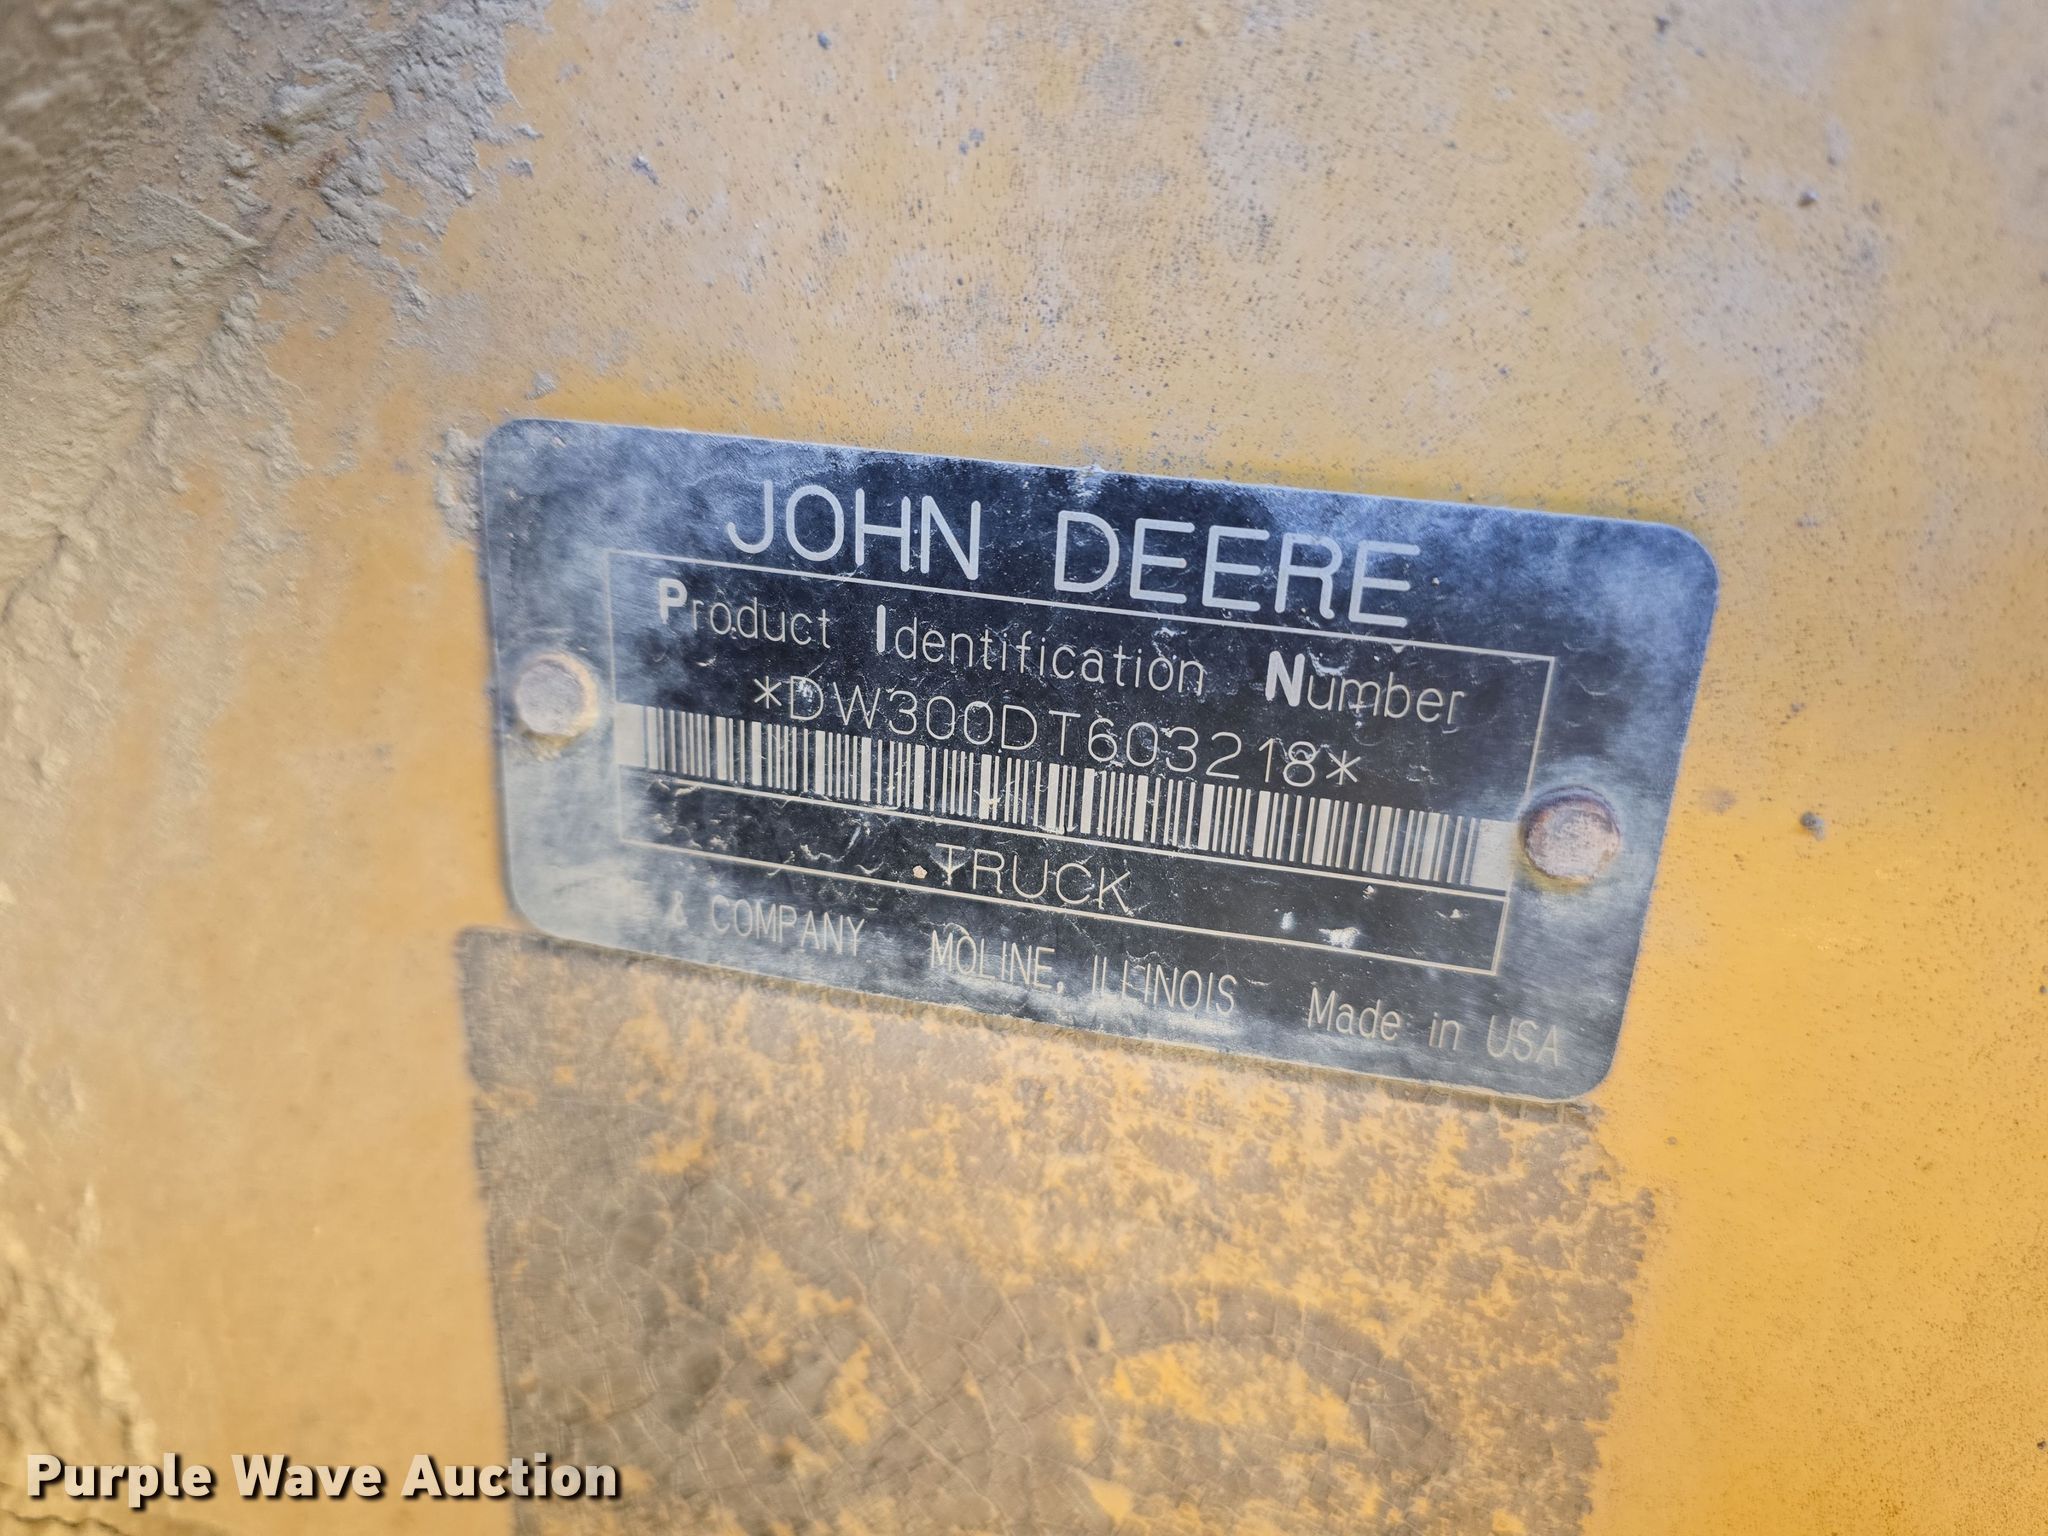 JOHN DEERE
Product Identification Number
*DW300DT603218*
TRUCK
& COMPANY MOLINE, ILLINOIS Made in USA
Purple Wave Auction